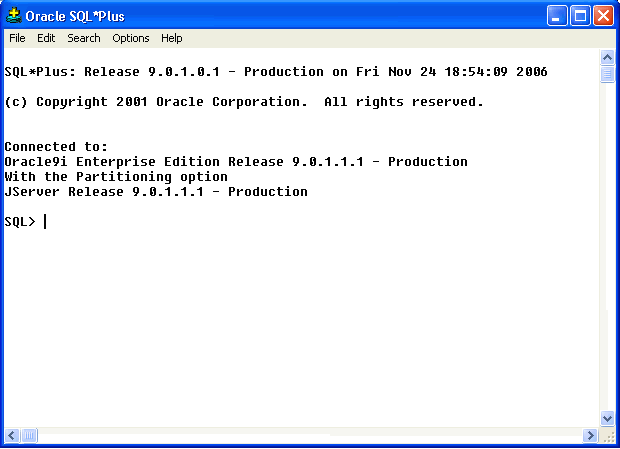 Oracle SQL*Plus
File Edit Search Options Help
SQL*Plus: Release 9.0.1.0.1 - Production on Fri Nov 24 18:54:09 2006
(c) Copyright 2001 Oracle Corporation.  All rights reserved.
Connected to:
Oracle9i Enterprise Edition Release 9.0.1.1.1 - Production
With the Partitioning option
JServer Release 9.0.1.1.1 - Production
SQL>